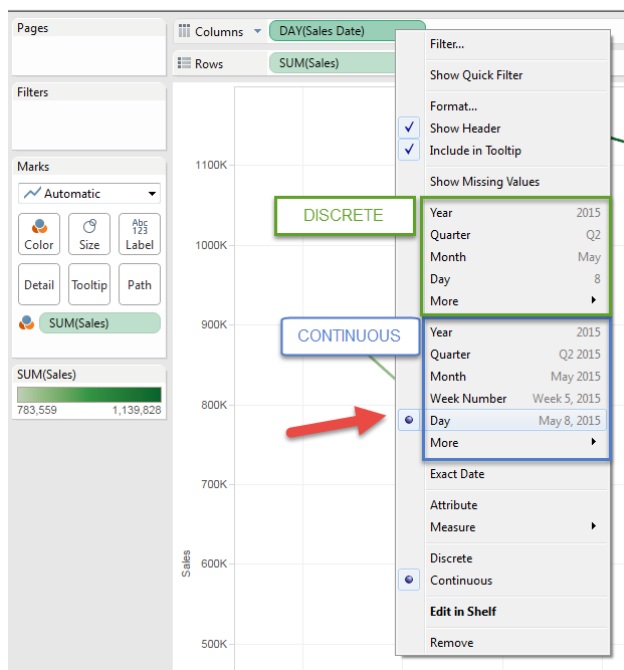 Pages
Columns DAY(Sales Date)
Rows SUM(Sales)
Filters
Marks
Automatic
Color Size Abc 123 Label
Detail Tooltip Path
SUM(Sales)
SUM(Sales)
783,559 1,139,828
1100K
1000K
900K
800K
700K
600K
500K
Sales
DISCRETE
CONTINUOUS
Filter...
Show Quick Filter
Format...
Show Header
Include in Tooltip
Show Missing Values
Year 2015
Quarter Q2
Month May
Day 8
More
Year 2015
Quarter Q2 2015
Month May 2015
Week Number Week 5, 2015
Day May 8, 2015
More
Exact Date
Attribute
Measure
Discrete
Continuous
Edit in Shelf
Remove